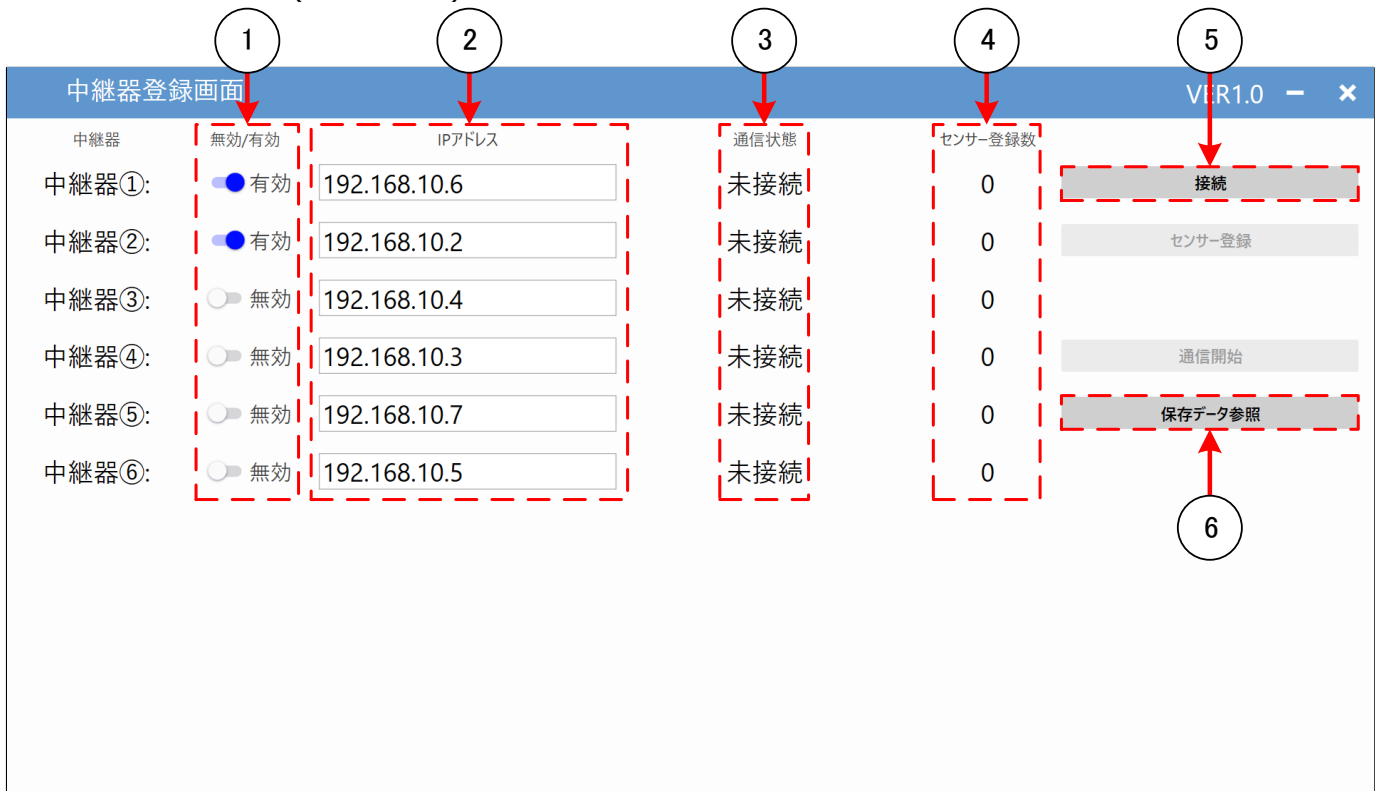 1 2 3 4 5
中継器登録画面 VER1.0
中継器 無効/有効 IPアドレス 通信状態 センサー登録数
中継器①: 有効 192.168.10.6 未接続 0 接続
中継器②: 有効 192.168.10.2 未接続 0 センサー登録
中継器③: 無効 192.168.10.4 未接続 0
中継器④: 無効 192.168.10.3 未接続 0 通信開始
中継器⑤: 無効 192.168.10.7 未接続 0 保存データ参照
中継器⑥: 無効 192.168.10.5 未接続 0
6